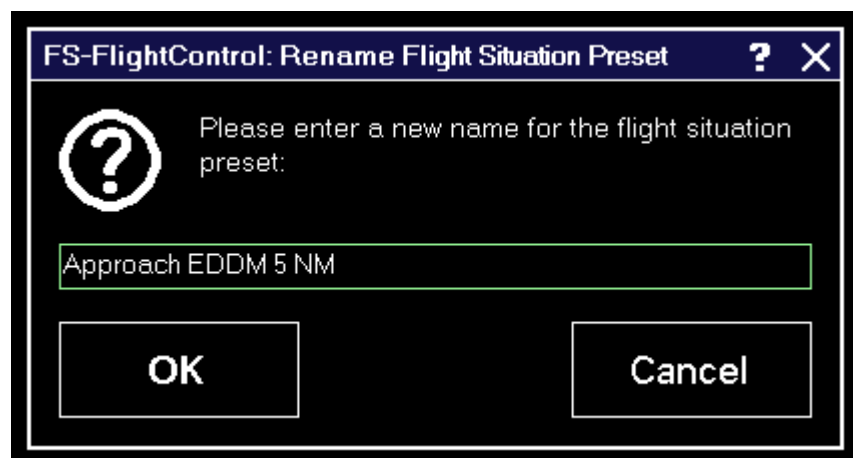 FS-FlightControl: Rename Flight Situation Preset ? X
Please enter a new name for the flight situation
preset:
Approach EDDM 5 NM
OK Cancel